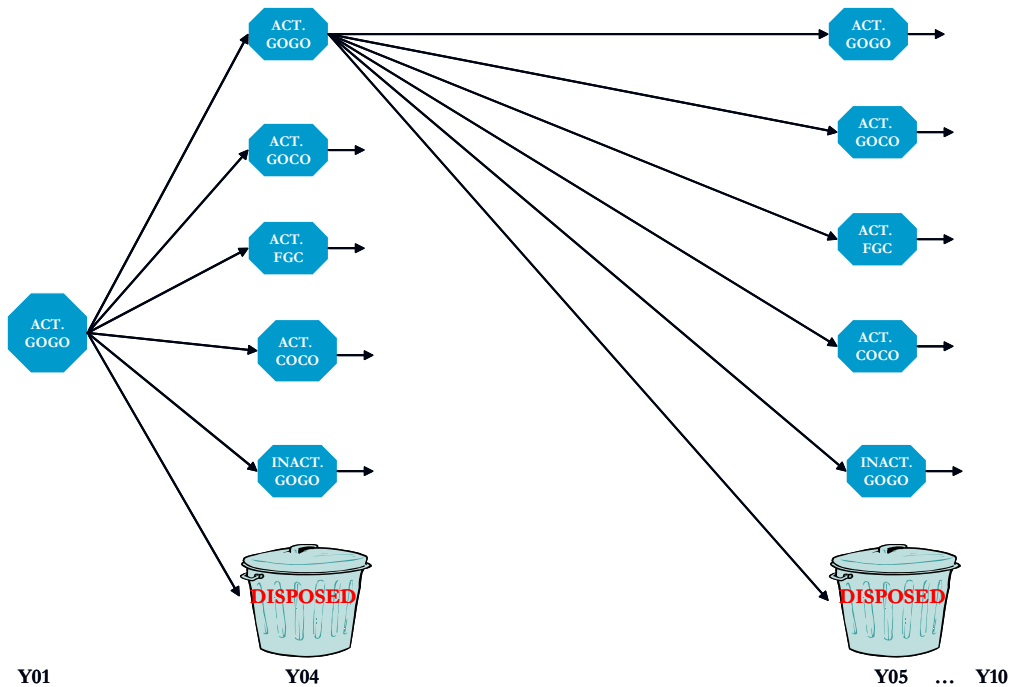 ACT.
GOGO
ACT.
GOGO
ACT.
GOCO
ACT.
FGC
ACT.
COCO
INACT.
GOGO
DISPOSED
ACT.
GOGO
ACT.
GOCO
ACT.
FGC
ACT.
COCO
INACT.
GOGO
DISPOSED
Y01
Y04
Y05 ... Y10